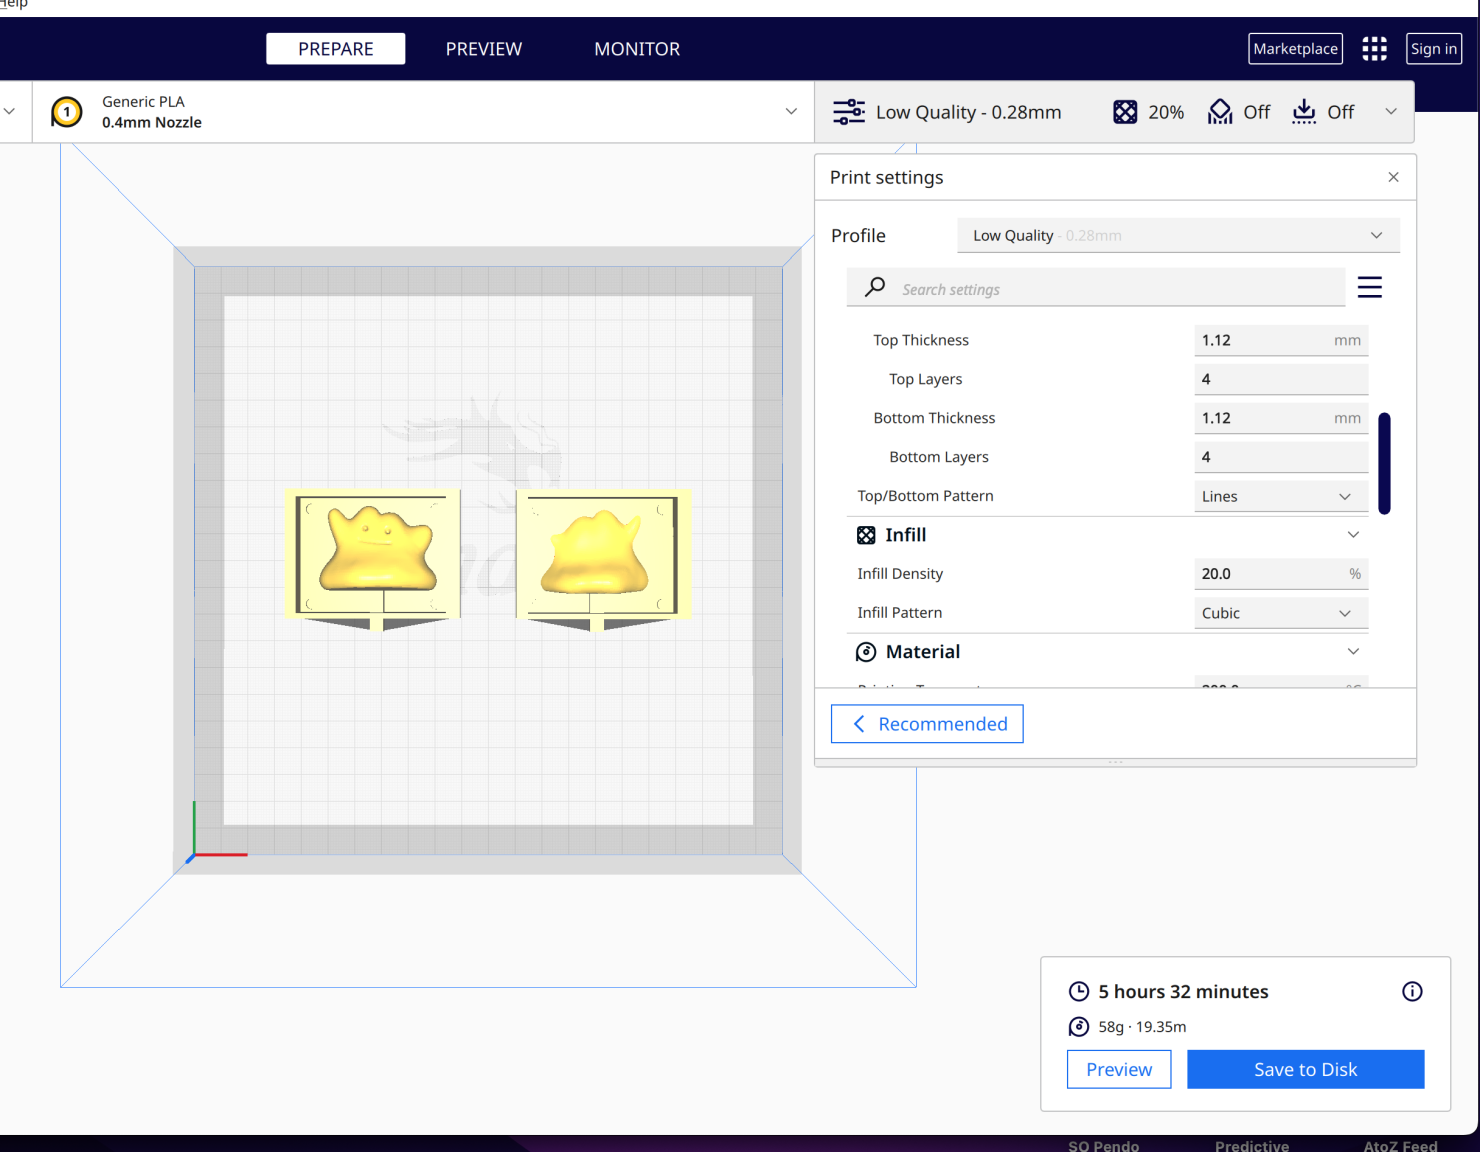 Help
PREPARE
PREVIEW
MONITOR
Marketplace
Sign in
1
Generic PLA
0.4mm Nozzle
Low Quality - 0.28mm
20%
Off
Off
Print settings
Profile
Low Quality - 0.28mm
Search settings
Top Thickness 1.12 mm
Top Layers 4
Bottom Thickness 1.12 mm
Bottom Layers 4
Top/Bottom Pattern Lines
Infill
Infill Density 20.0 %
Infill Pattern Cubic
Material
Recommended
5 hours 32 minutes
58g · 19.35m
Preview
Save to Disk
SO Pendo
Predictive
AtoZ Feed